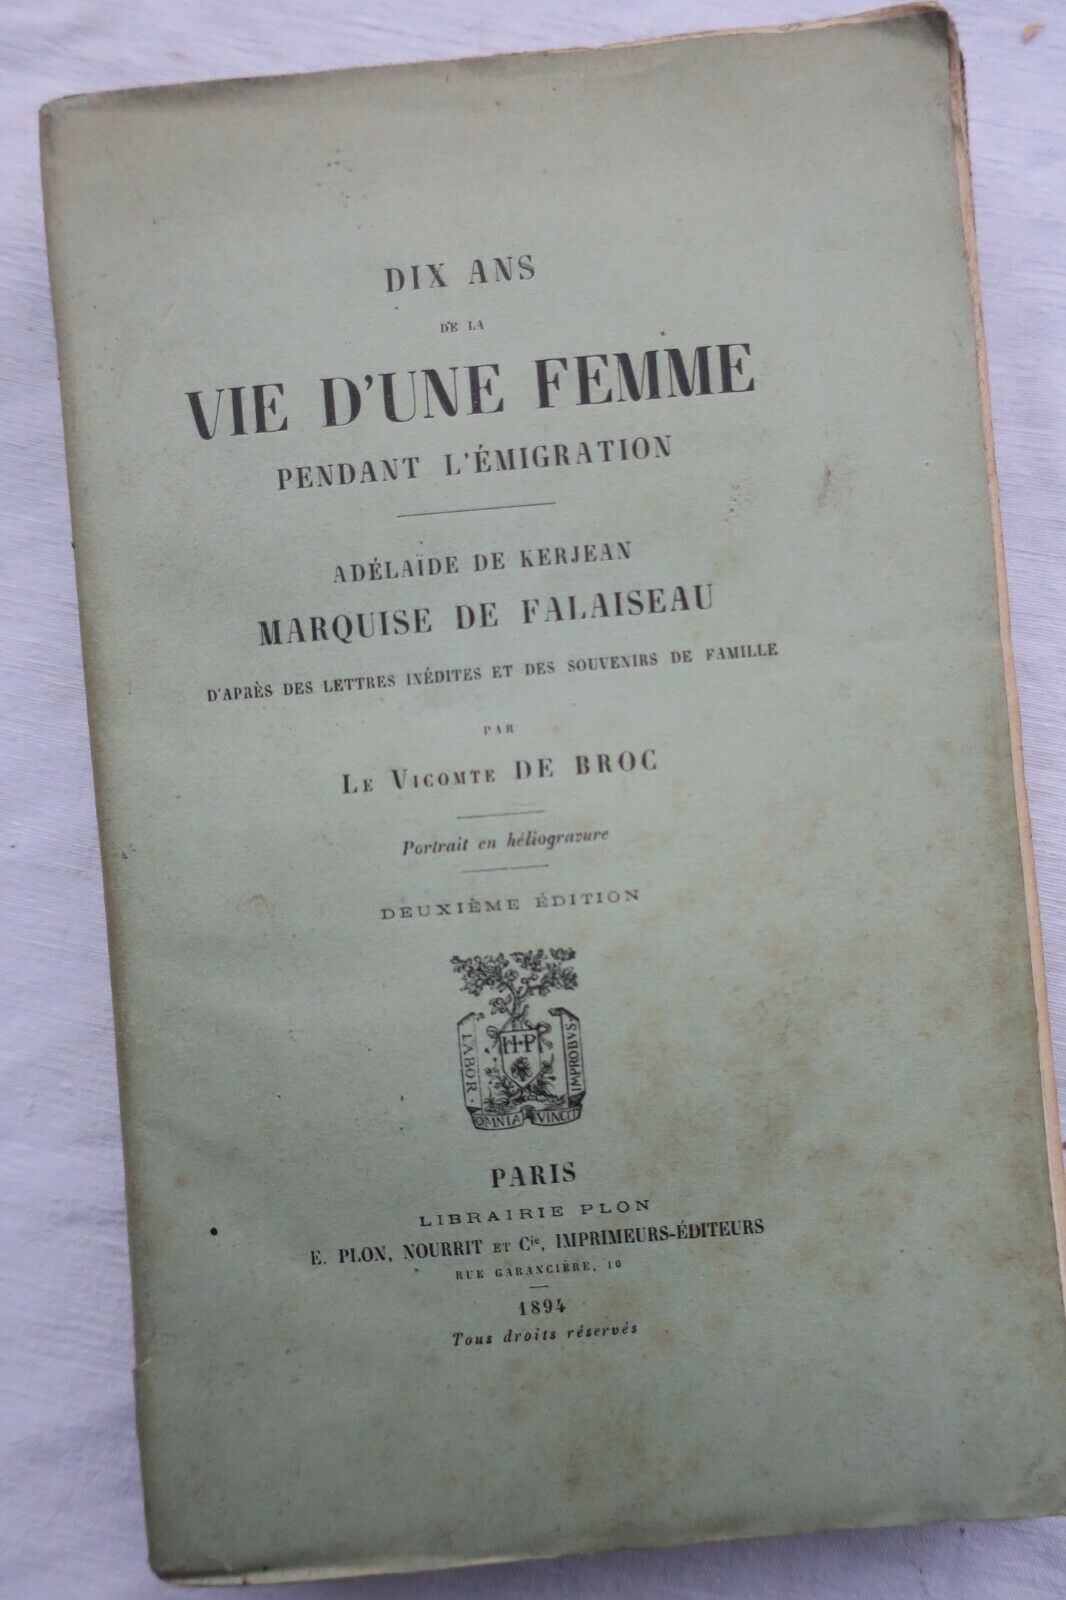 DIX ANS
DE LA
VIE D'UNE FEMME
PENDANT L'ÉMIGRATION
ADÉLAÏDE DE KERJEAN
MARQUISE DE FALAISEAU
D'APRÈS DES LETTRES INÉDITES ET DES SOUVENIRS DE FAMILLE
PAR
LE VICOMTE DE BROC
Portrait en héliogravure
DEUXIÈME ÉDITION
H·P
LABOR·
IMPROBVS
OMNIA VINCIT
PARIS
LIBRAIRIE PLON
E. PLON, NOURRIT ET Cie, IMPRIMEURS-ÉDITEURS
RUE GARANCIÈRE, 10
1894
Tous droits réservés